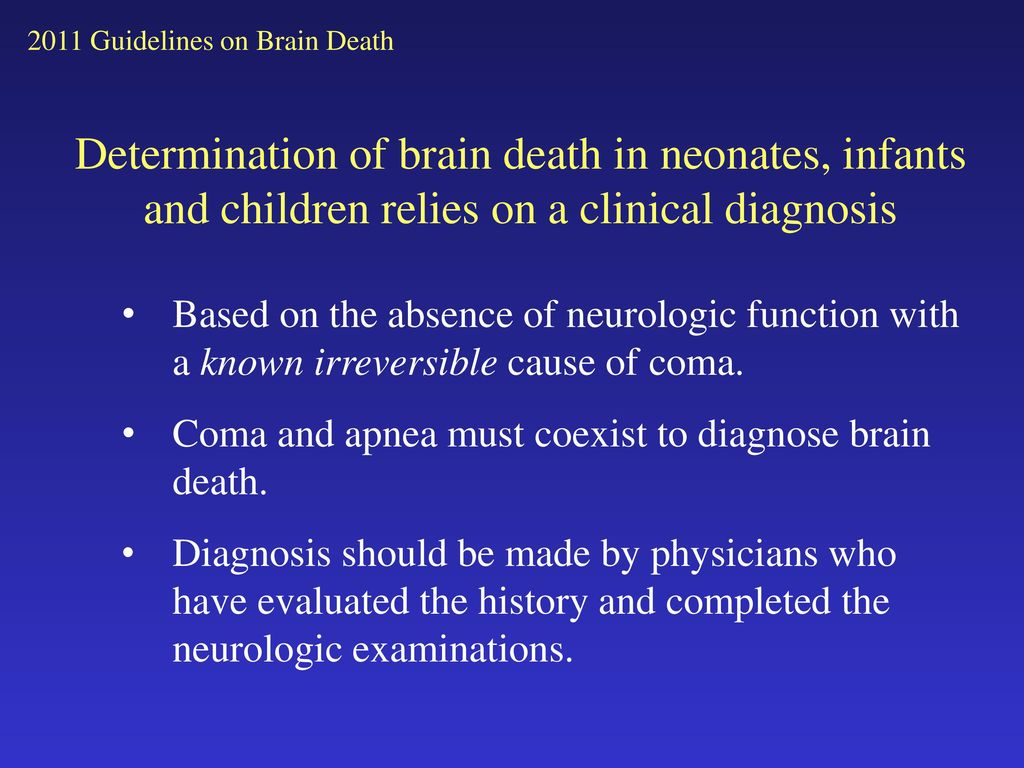 2011 Guidelines on Brain Death
Determination of brain death in neonates, infants
and children relies on a clinical diagnosis
• Based on the absence of neurologic function with
a known irreversible cause of coma.
• Coma and apnea must coexist to diagnose brain
death.
• Diagnosis should be made by physicians who
have evaluated the history and completed the
neurologic examinations.